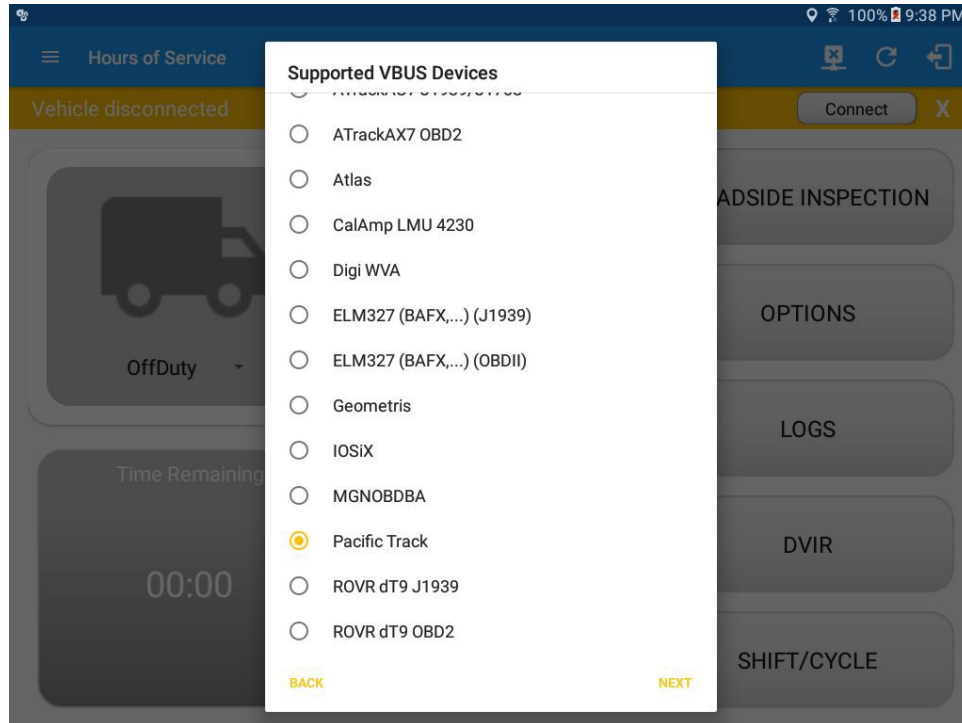 100% 9:38 PM
Hours of Service
Vehicle disconnected
Connect X
Supported VBUS Devices
ATrackAX7 OBD2
Atlas
CalAmp LMU 4230
Digi WVA
ELM327 (BAFX,...) (J1939)
ELM327 (BAFX,...) (OBDII)
Geometris
IOSiX
MGNOBDBA
Pacific Track
ROVR dT9 J1939
ROVR dT9 OBD2
BACK
NEXT
OffDuty
Time Remaining
00:00
ADSIDE INSPECTION
OPTIONS
LOGS
DVIR
SHIFT/CYCLE